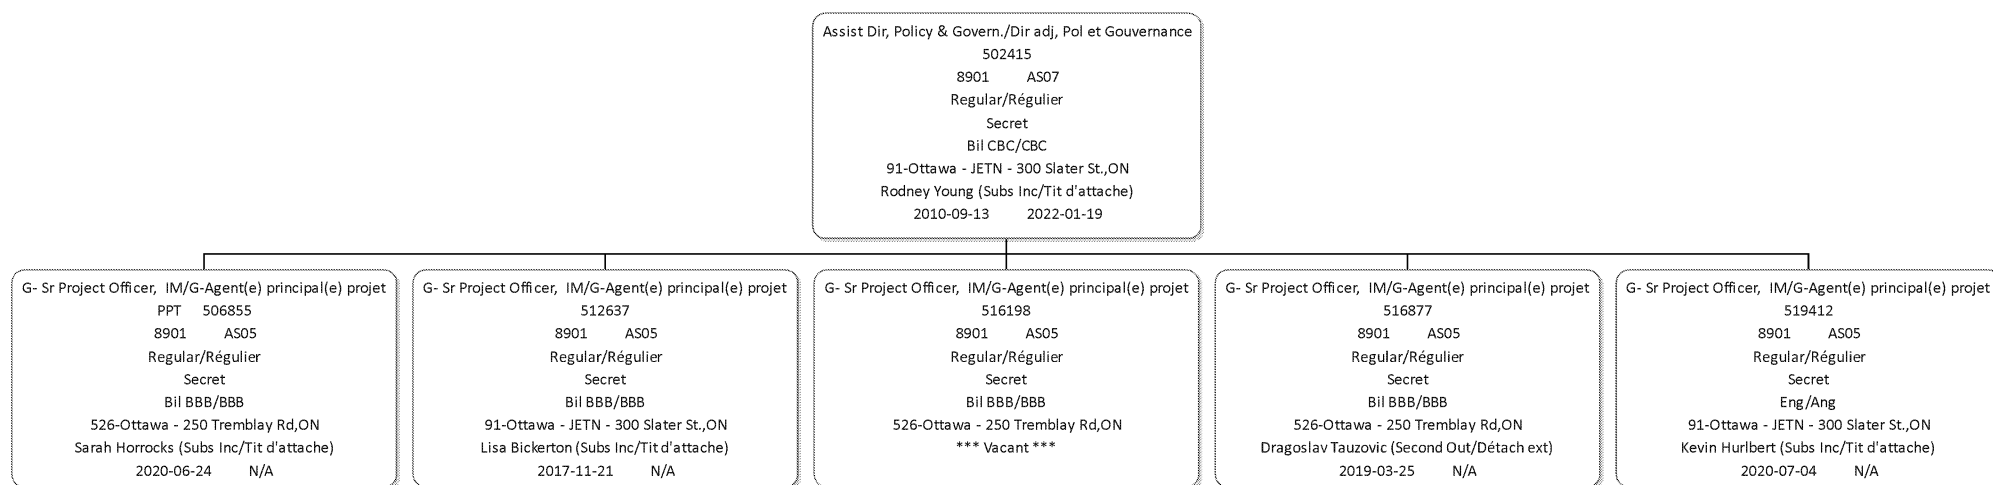 Assist Dir, Policy & Govern./Dir adj, Pol et Gouvernance
502415
8901 AS07
Regular/Régulier
Secret
Bil CBC/CBC
91-Ottawa - JETN - 300 Slater St.,ON
Rodney Young (Subs Inc/Tit d'attache)
2010-09-13 2022-01-19
G- Sr Project Officer, IM/G-Agent(e) principal(e) projet
PPT 506855
8901 AS05
Regular/Régulier
Secret
Bil BBB/BBB
526-Ottawa - 250 Tremblay Rd,ON
Sarah Horrocks (Subs Inc/Tit d'attache)
2020-06-24 N/A
G- Sr Project Officer, IM/G-Agent(e) principal(e) projet
512637
8901 AS05
Regular/Régulier
Secret
Bil BBB/BBB
91-Ottawa - JETN - 300 Slater St.,ON
Lisa Bickerton (Subs Inc/Tit d'attache)
2017-11-21 N/A
G- Sr Project Officer, IM/G-Agent(e) principal(e) projet
516198
8901 AS05
Regular/Régulier
Secret
Bil BBB/BBB
526-Ottawa - 250 Tremblay Rd,ON
*** Vacant ***
G- Sr Project Officer, IM/G-Agent(e) principal(e) projet
516877
8901 AS05
Regular/Régulier
Secret
Bil BBB/BBB
526-Ottawa - 250 Tremblay Rd,ON
Dragoslav Tauzovic (Second Out/Détach ext)
2019-03-25 N/A
G- Sr Project Officer, IM/G-Agent(e) principal(e) projet
519412
8901 AS05
Regular/Régulier
Secret
Eng/Ang
91-Ottawa - JETN - 300 Slater St.,ON
Kevin Hurlbert (Subs Inc/Tit d'attache)
2020-07-04 N/A